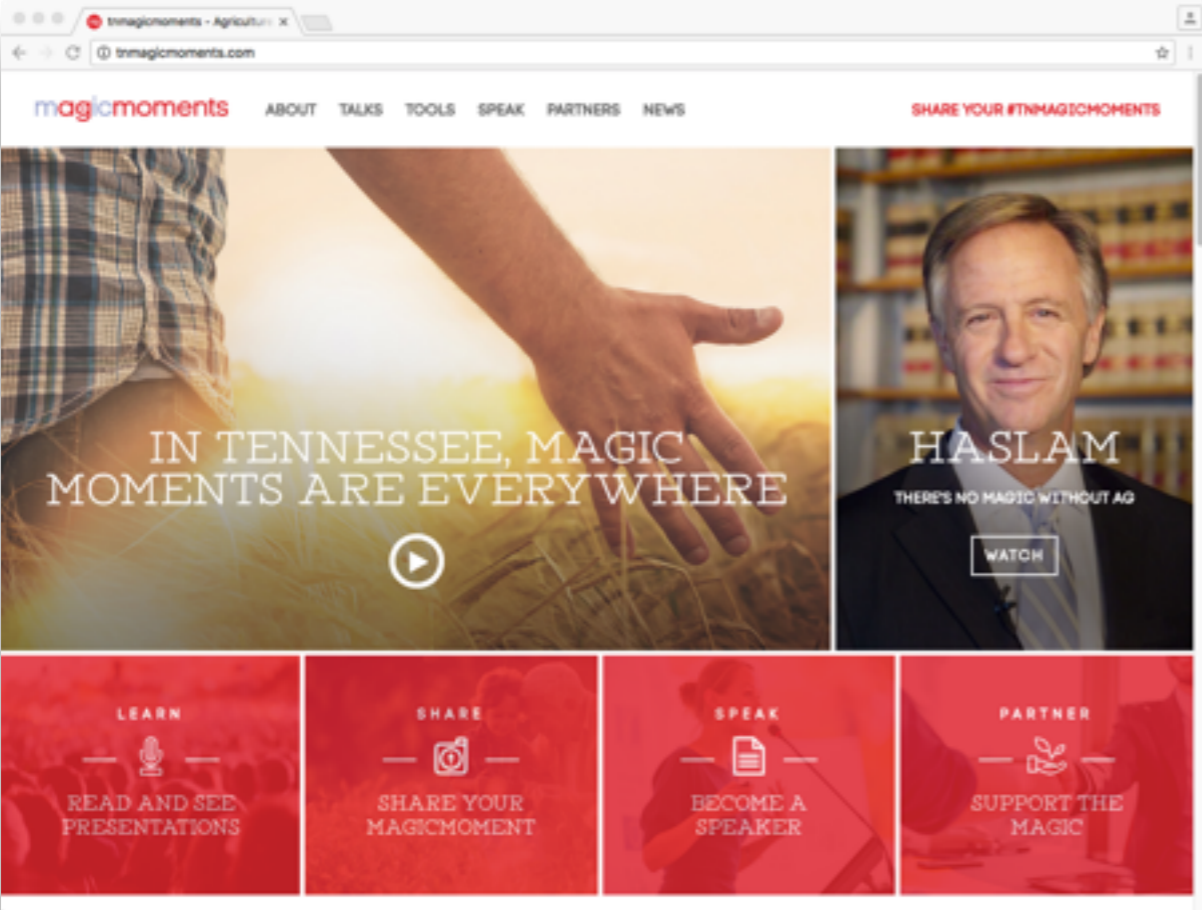 tnmagicmoments - Agriculture
tnmagicmoments.com
magicmoments
ABOUT TALKS TOOLS SPEAK PARTNERS NEWS
SHARE YOUR #TNMAGICMOMENTS
IN TENNESSEE, MAGIC
MOMENTS ARE EVERYWHERE
HASLAM
THERE'S NO MAGIC WITHOUT AG
WATCH
LEARN
READ AND SEE
PRESENTATIONS
SHARE
SHARE YOUR
MAGICMOMENT
SPEAK
BECOME A
SPEAKER
PARTNER
SUPPORT THE
MAGIC